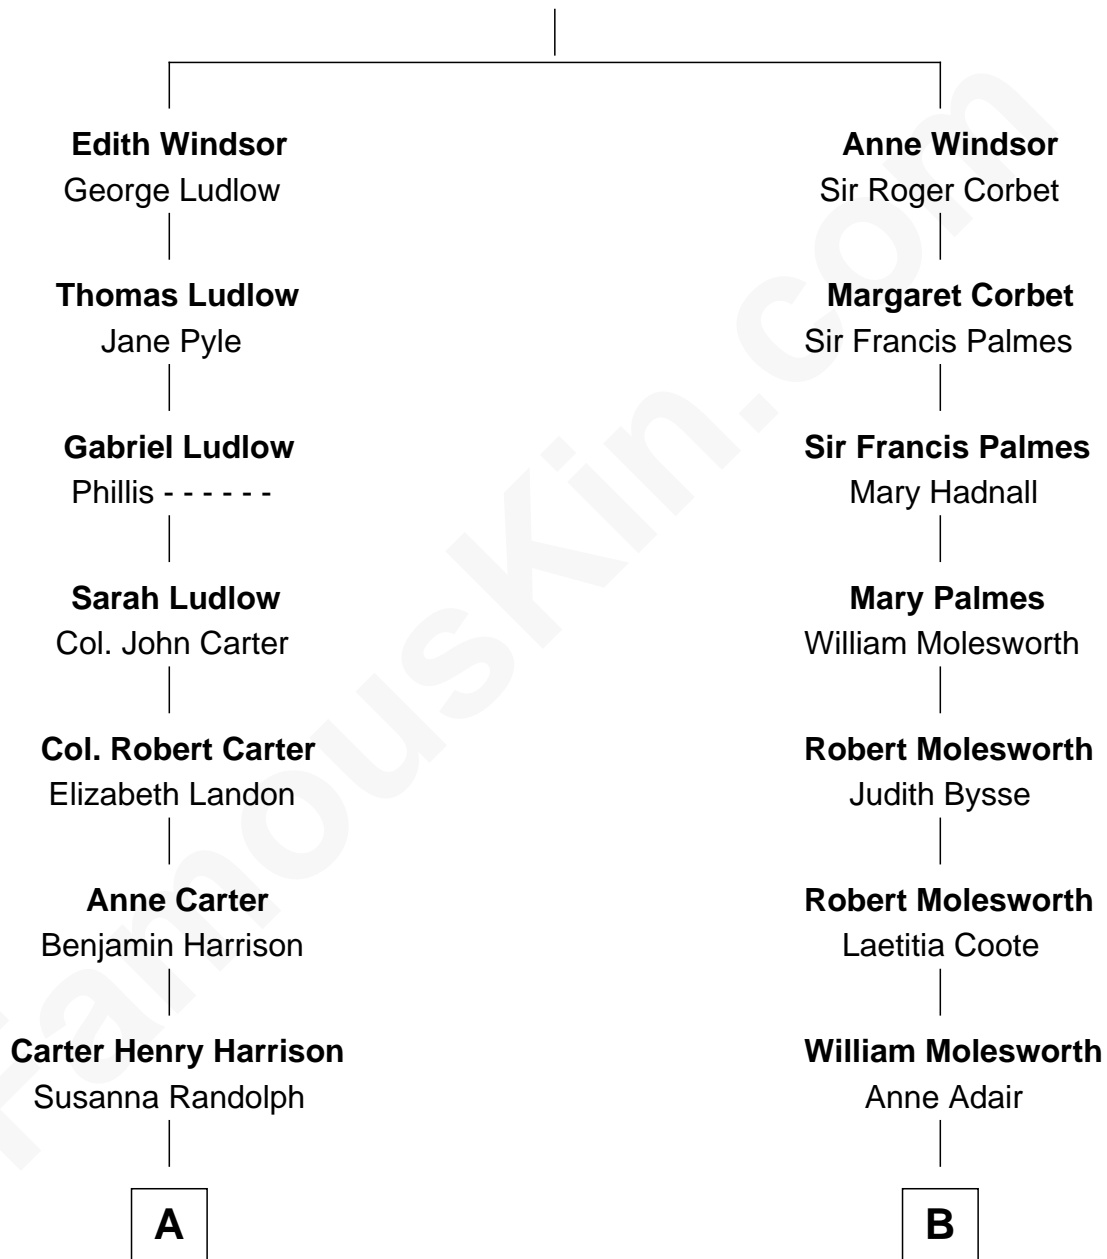 Edith Windsor
George Ludlow
Thomas Ludlow
Jane Pyle
Gabriel Ludlow
Phillis - - - - - -
Sarah Ludlow
Col. John Carter
Col. Robert Carter
Elizabeth Landon
Anne Carter
Benjamin Harrison
Carter Henry Harrison
Susanna Randolph
A
Anne Windsor
Sir Roger Corbet
Margaret Corbet
Sir Francis Palmes
Sir Francis Palmes
Mary Hadnall
Mary Palmes
William Molesworth
Robert Molesworth
Judith Bysse
Robert Molesworth
Laetitia Coote
William Molesworth
Anne Adair
B
FamousKin.com